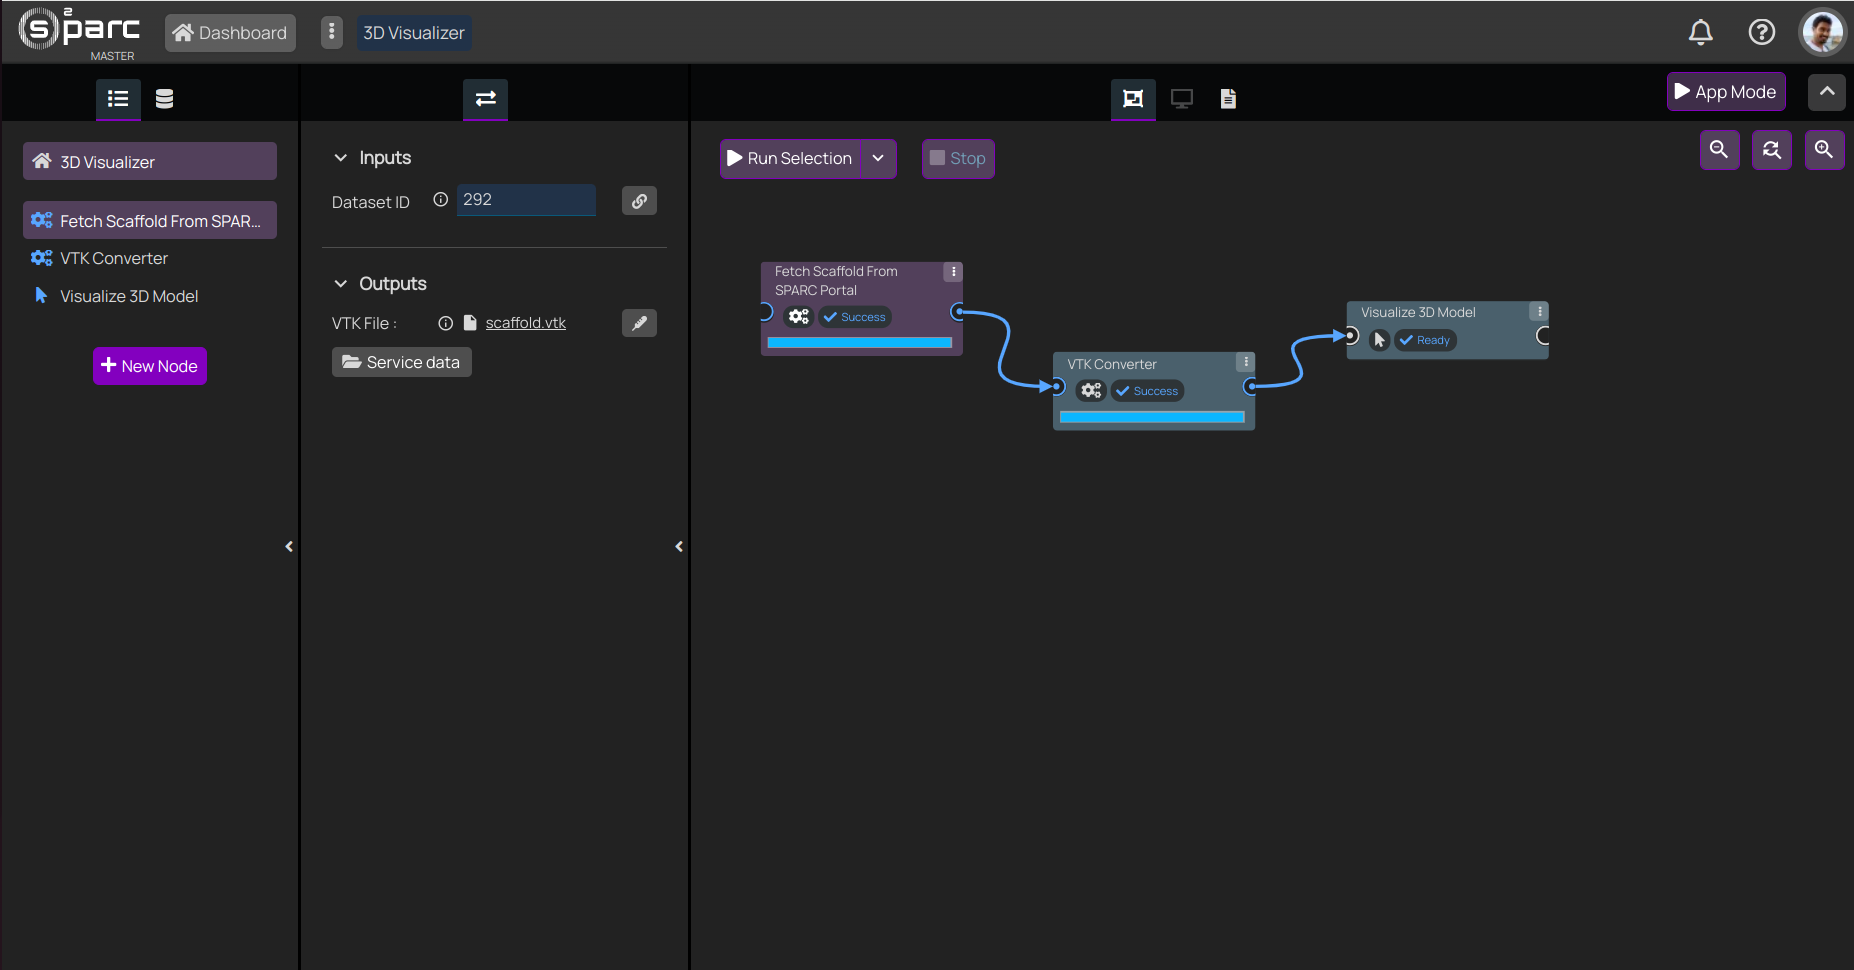 s²parc
MASTER
Dashboard
3D Visualizer
App Mode
3D Visualizer
Fetch Scaffold From SPAR...
VTK Converter
Visualize 3D Model
New Node
Inputs
Dataset ID
292
Outputs
VTK File :
scaffold.vtk
Service data
Run Selection
Stop
Fetch Scaffold From
SPARC Portal
Success
VTK Converter
Success
Visualize 3D Model
Ready